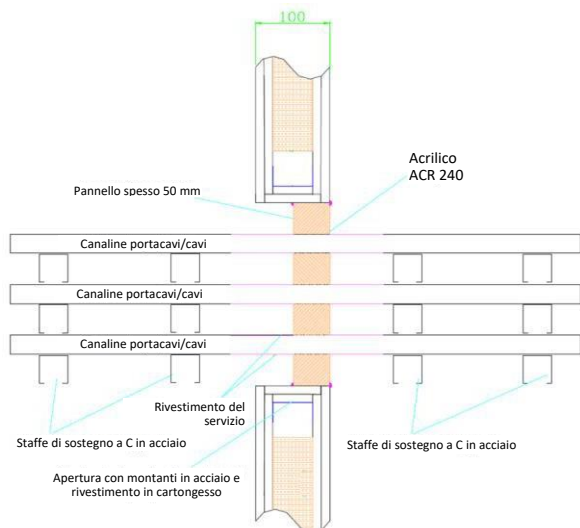 100
Acrilico
ACR 240
Pannello spesso 50 mm
Canaline portacavi/cavi
Canaline portacavi/cavi
Canaline portacavi/cavi
Rivestimento del
servizio
Staffe di sostegno a C in acciaio
Staffe di sostegno a C in acciaio
Apertura con montanti in acciaio e
rivestimento in cartongesso